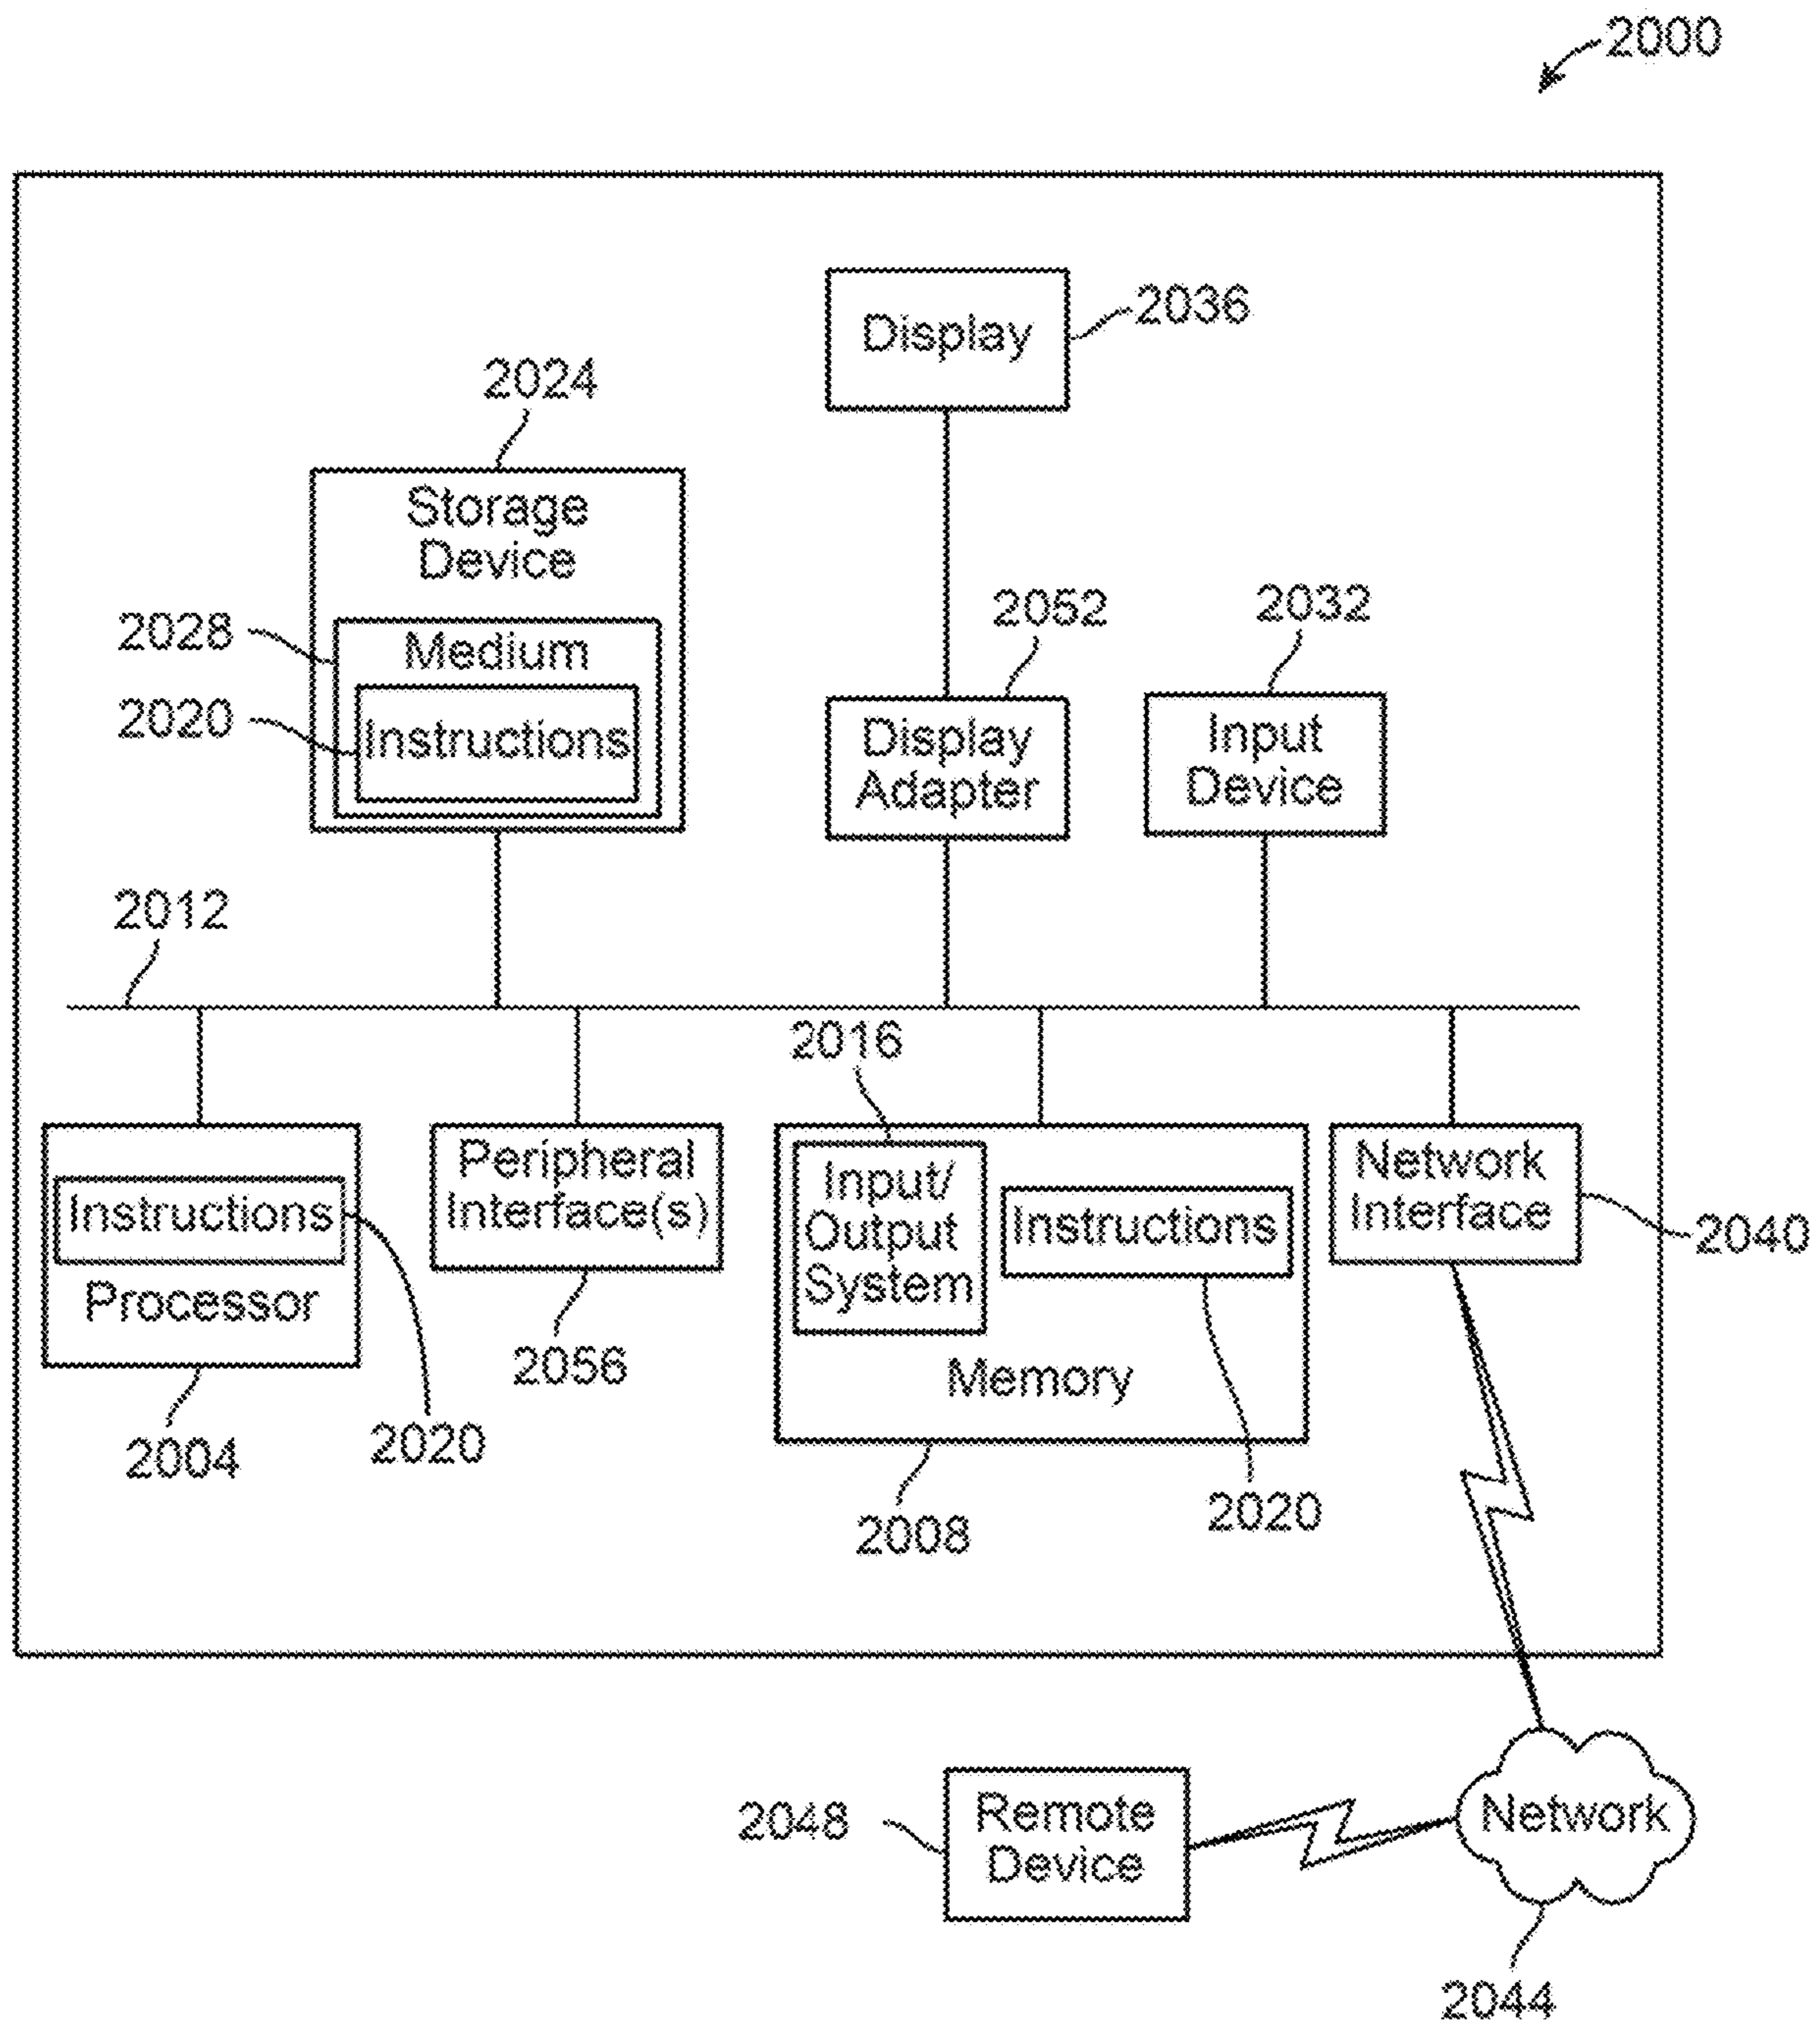 2000
Display
2036
2024
Storage
Device
2028
Medium
2020
Instructions
2052
Display
Adapter
2032
Input
Device
2012
2016
Instructions
Processor
2004
2020
Peripheral
Interface(s)
2056
Input/
Output
System
Instructions
Memory
2008
2020
Network
Interface
2040
2048
Remote
Device
Network
2044